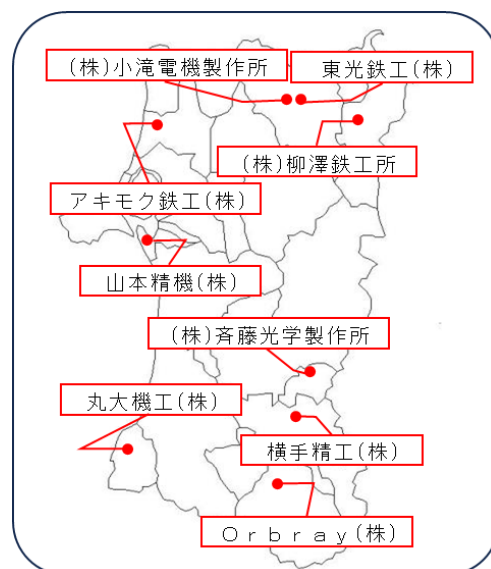 (株)小滝電機製作所
東光鉄工(株)
(株)柳澤鉄工所
アキモク鉄工(株)
山本精機(株)
(株)斉藤光学製作所
丸大機工(株)
横手精工(株)
Ｏｒｂｒａｙ(株)